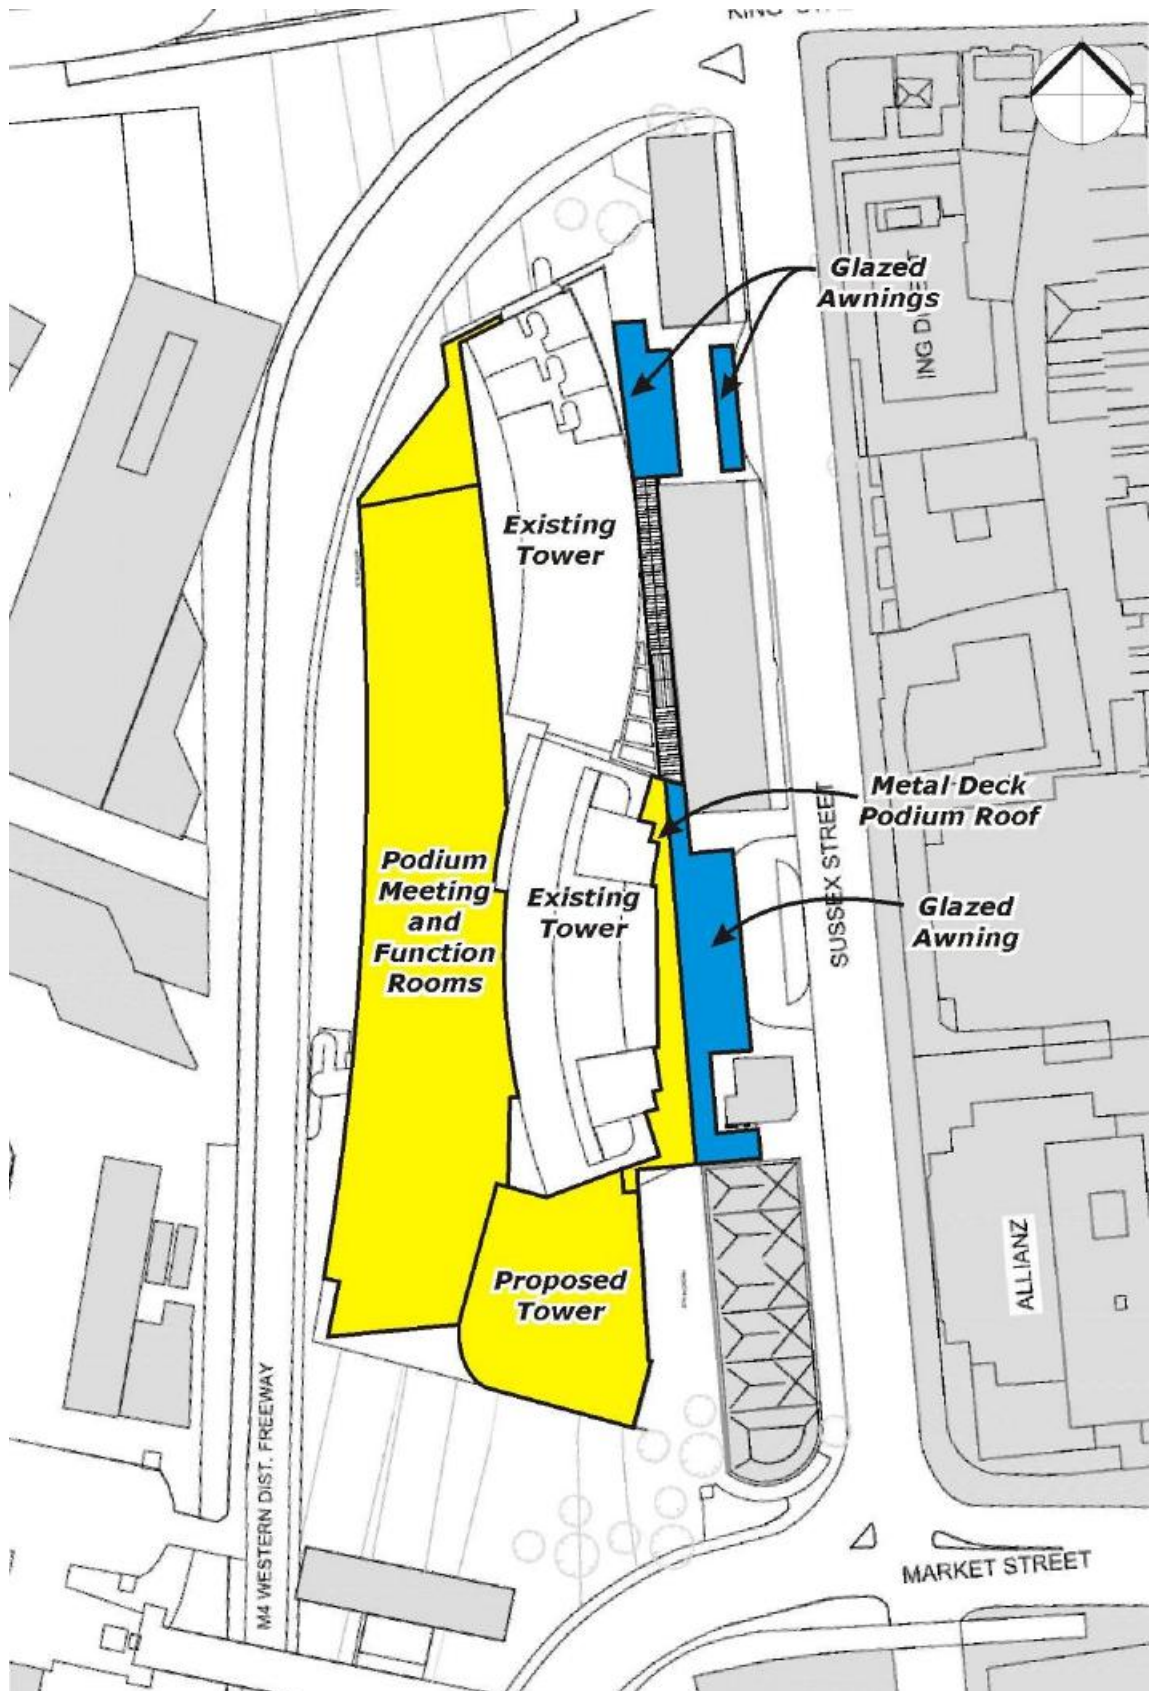 Glazed
Awnings
Existing
Tower
Metal Deck
Podium Roof
SUSSEX STREET
Podium
Meeting
and
Function
Rooms
Existing
Tower
Glazed
Awning
ALLIANZ
Proposed
Tower
M4 WESTERN DIST. FREEWAY
MARKET STREET